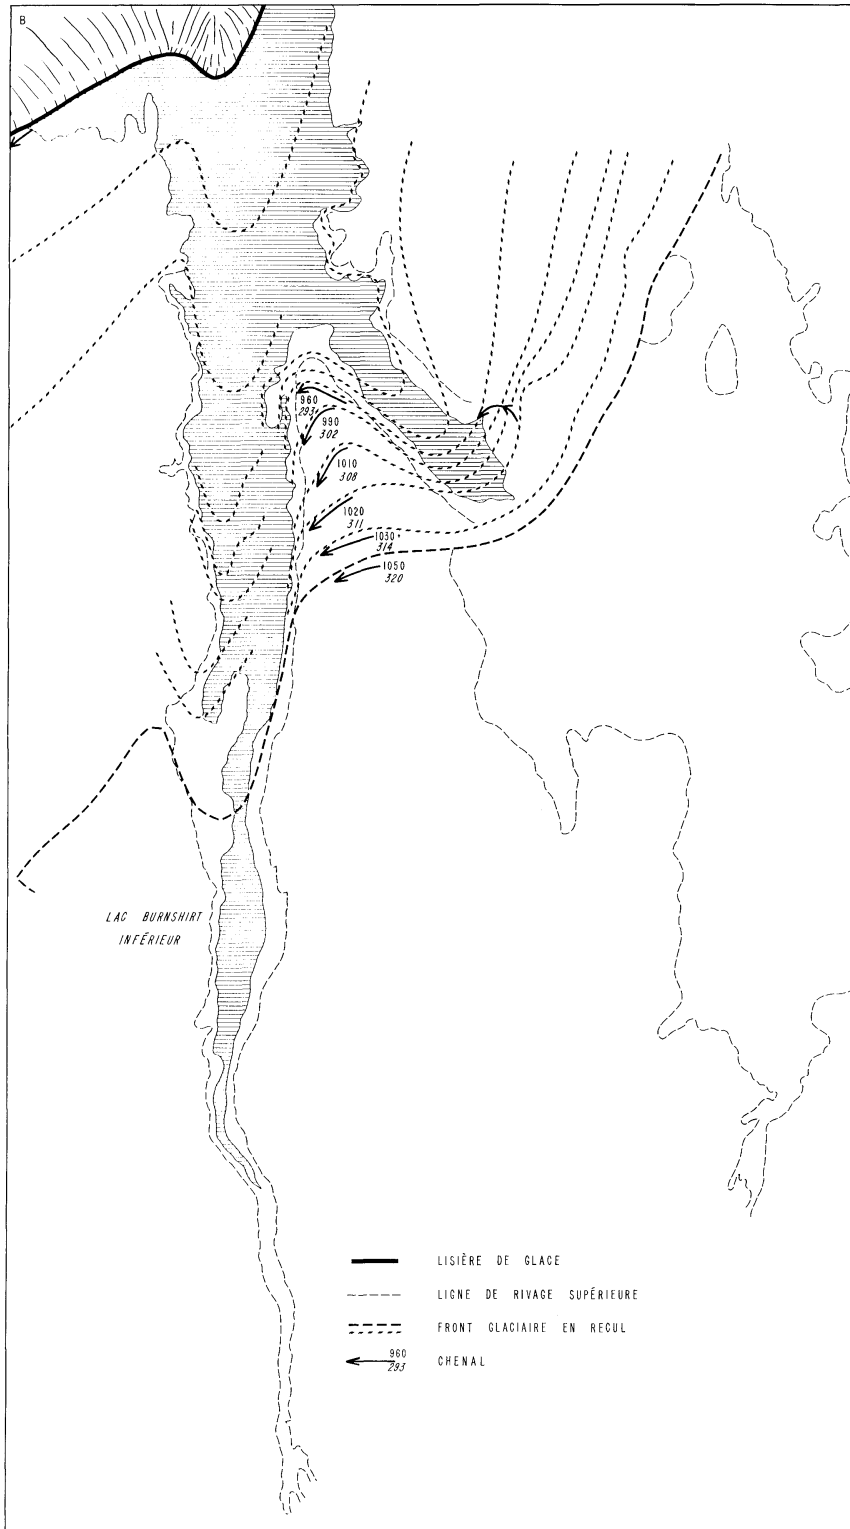 B
960
293
990
302
1010
308
1020
311
1030
314
1050
320
LAC BURNSHIRT
INFÉRIEUR
LISIÈRE DE GLACE
LIGNE DE RIVAGE SUPÉRIEURE
FRONT GLACIAIRE EN RECUL
960
293
CHENAL